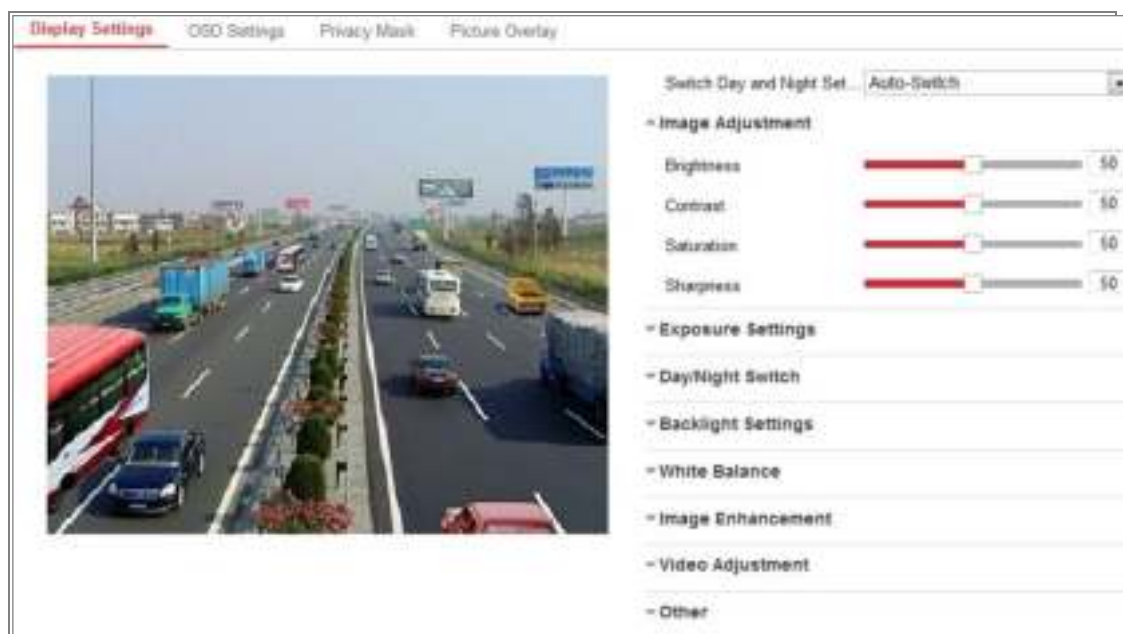 Display Settings OSD Settings Privacy Mask Picture Overlay
Switch Day and Night Set... Auto-Switch
Image Adjustment
Brightness 50
Contrast 50
Saturation 50
Sharpness 50
Exposure Settings
Day/Night Switch
Backlight Settings
White Balance
Image Enhancement
Video Adjustment
Other